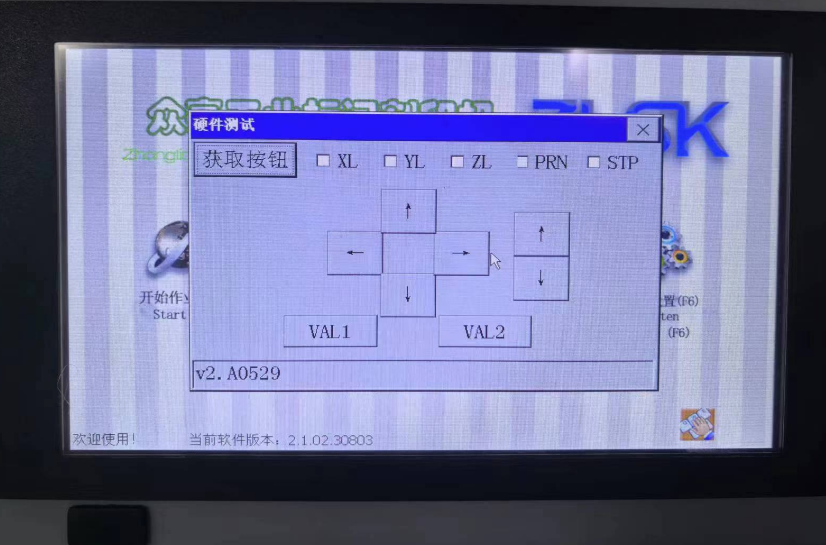 硬件测试
获取按钮 XL YL ZL PRN STP
↑
↑
← →
↓
↓
VAL1 VAL2
v2.A0529
开始作
Start
置(F6)
(F6)
欢迎使用！ 当前软件版本：2.1.02.30803